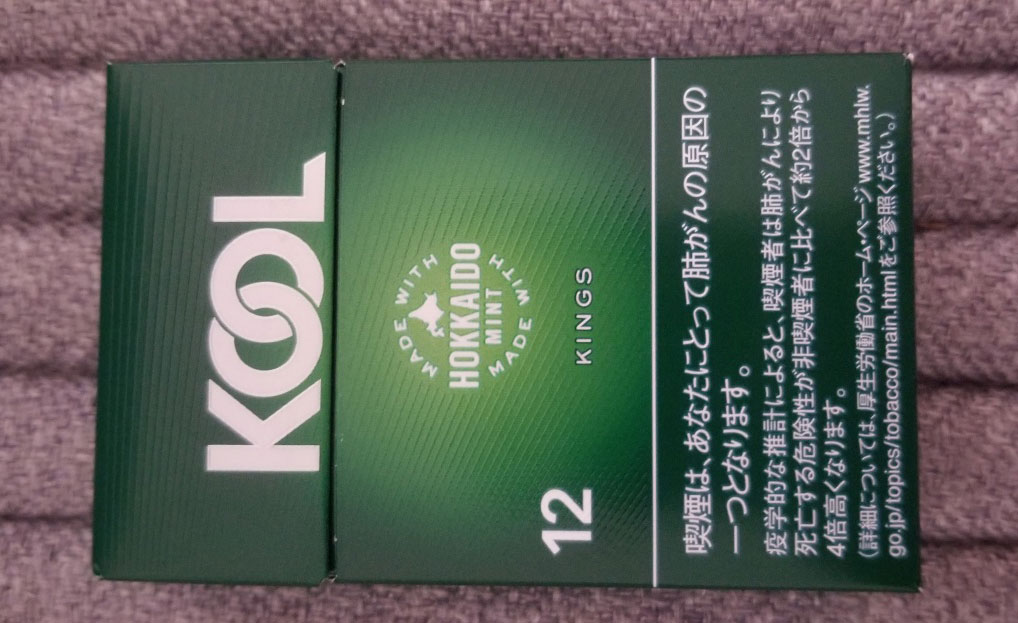 KOOL
MADE WITH
HOKKAIDO
MINT
MADE WITH
KINGS
12
喫煙は、あなたにとって肺がんの原因の
一つとなります。
疫学的な推計によると、喫煙者は肺がんにより
死亡する危険性が非喫煙者に比べて約2倍から
4倍高くなります。
(詳細については、厚生労働省のホーム・ページ www.mhlw.
go.jp/topics/tobacco/main.htmlをご参照ください。)